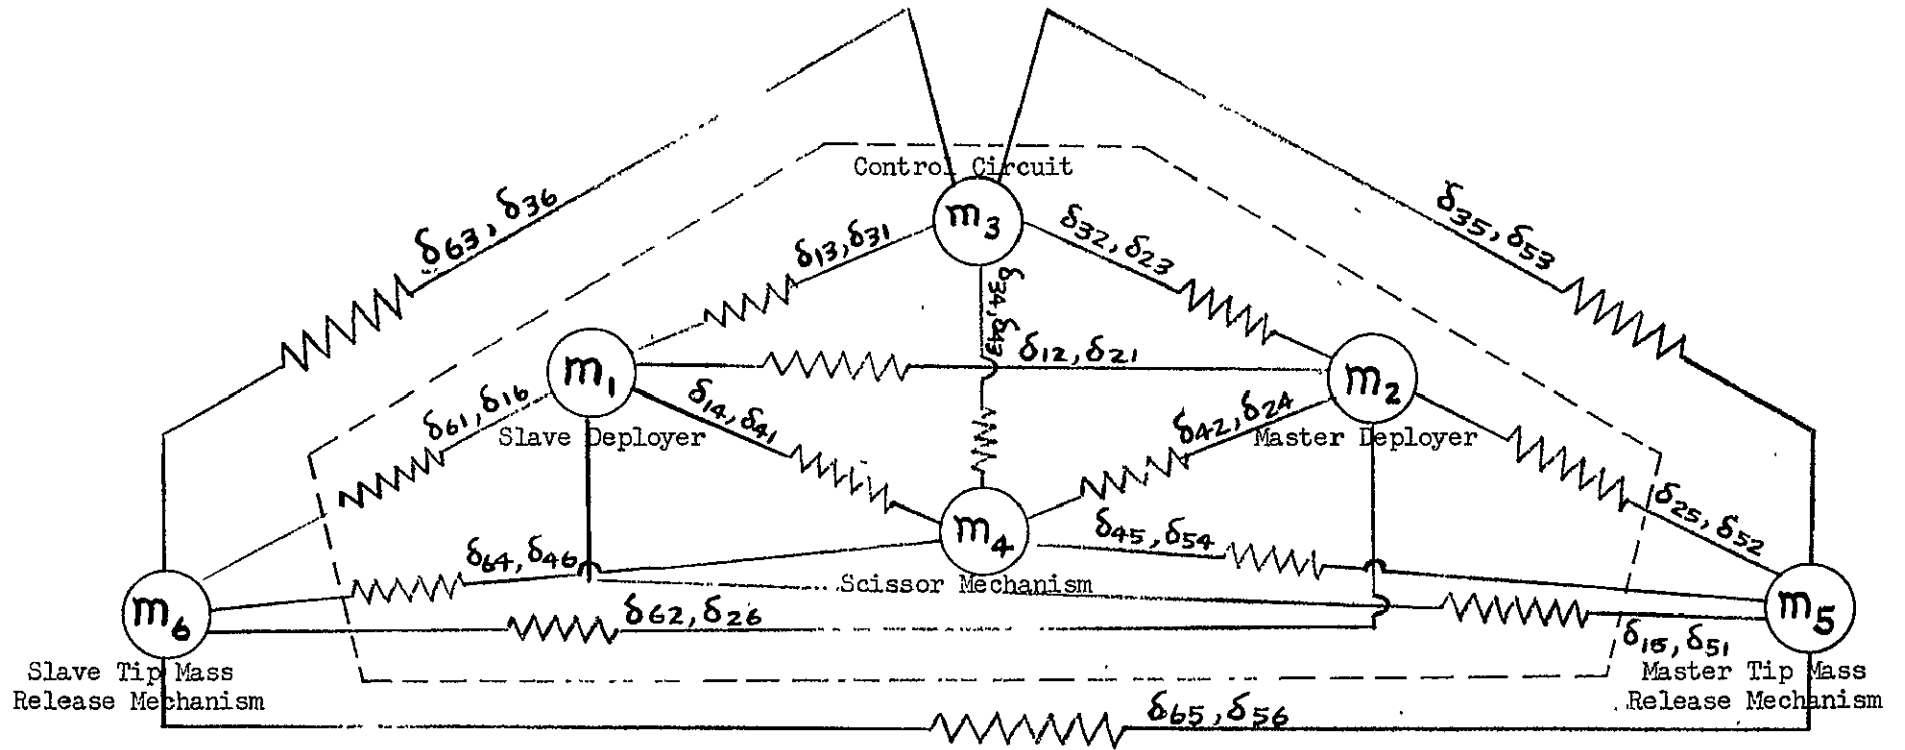 Control Circuit
m3
δ63, δ36
δ13, δ31
δ32, δ23
δ35, δ53
δ34, δ43
δ12, δ21
m1
m2
δ61, δ16
δ14, δ41
δ42, δ24
Slave Deployer
Master Deployer
δ25, δ52
m4
δ64, δ46
δ45, δ54
Scissor Mechanism
m6
δ62, δ26
m5
δ15, δ51
Slave Tip Mass
Release Mechanism
Master Tip Mass
Release Mechanism
δ65, δ56